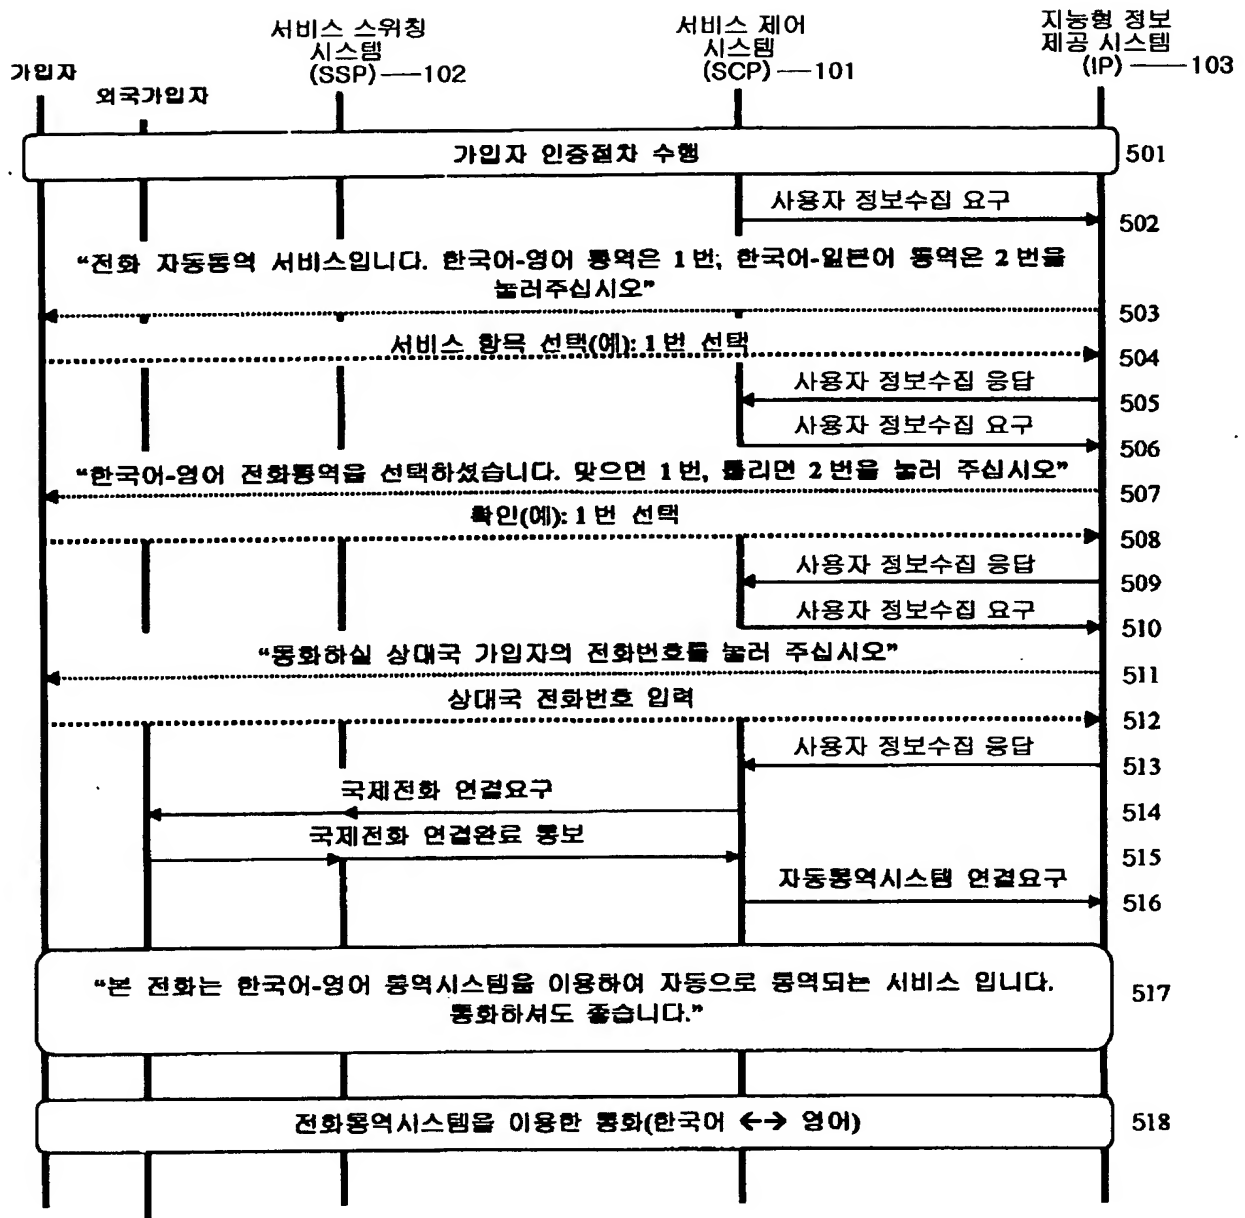 서비스 스위칭
시스템
(SSP) — 102
서비스 제어
시스템
(SCP) — 101
지능형 정보
제공 시스템
(IP) — 103
가입자
외국가입자
가입자 인증절차 수행
501
사용자 정보수집 요구
502
“전화 자동통역 서비스입니다. 한국어-영어 통역은 1번, 한국어-일본어 통역은 2번을
눌러주십시오”
503
서비스 항목 선택(예): 1번 선택
504
사용자 정보수집 응답
505
사용자 정보수집 요구
506
“한국어-영어 전화통역을 선택하셨습니다. 맞으면 1번, 틀리면 2번을 눌러 주십시오”
507
확인(예): 1번 선택
508
사용자 정보수집 응답
509
사용자 정보수집 요구
510
“통화하실 상대국 가입자의 전화번호를 눌러 주십시오”
511
상대국 전화번호 입력
512
사용자 정보수집 응답
513
국제전화 연결요구
514
국제전화 연결완료 통보
515
자동통역시스템 연결요구
516
“본 전화는 한국어-영어 통역시스템을 이용하여 자동으로 통역되는 서비스 입니다.
통화하셔도 좋습니다.”
517
전화통역시스템을 이용한 통화(한국어 ←→ 영어)
518